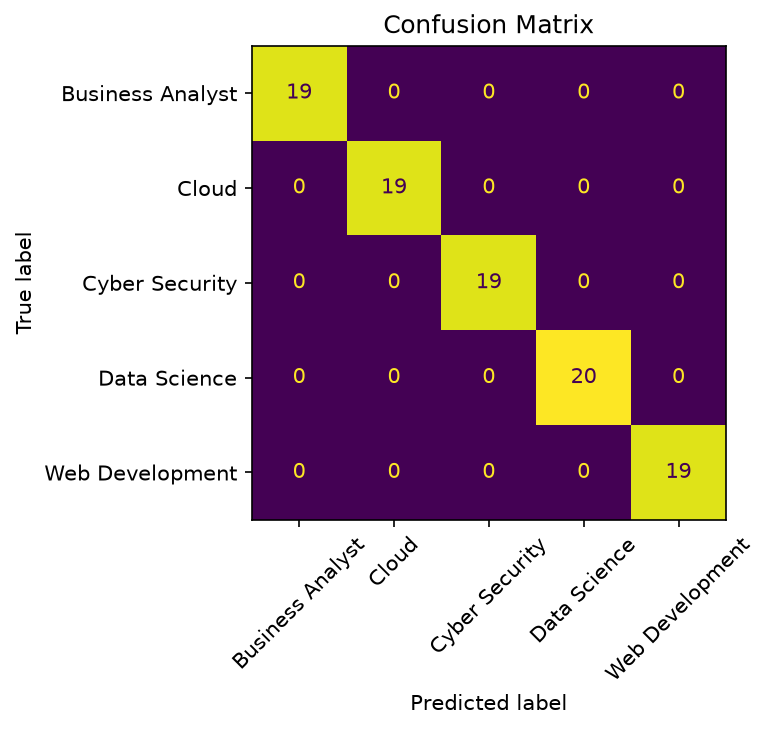 Confusion Matrix
Business Analyst 19 0 0 0 0
Cloud 0 19 0 0 0
Cyber Security 0 0 19 0 0
Data Science 0 0 0 20 0
Web Development 0 0 0 0 19
True label
Business Analyst Cloud Cyber Security Data Science Web Development
Predicted label